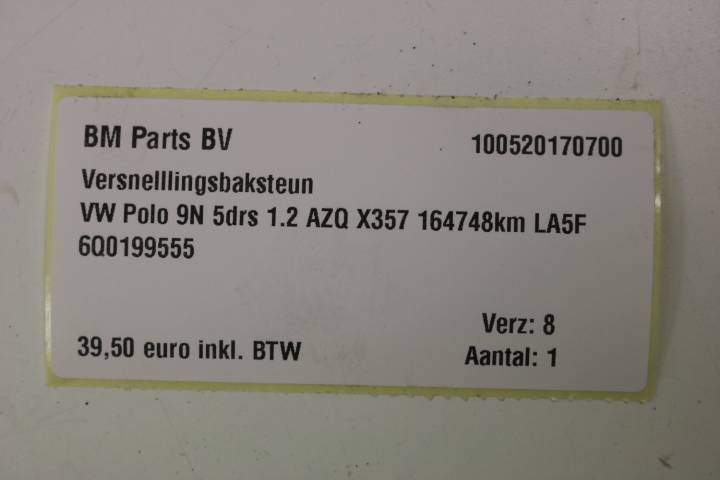 BM Parts BV 100520170700
Versnelllingsbaksteun
VW Polo 9N 5drs 1.2 AZQ X357 164748km LA5F
6Q0199555
Verz: 8
39,50 euro inkl. BTW Aantal: 1